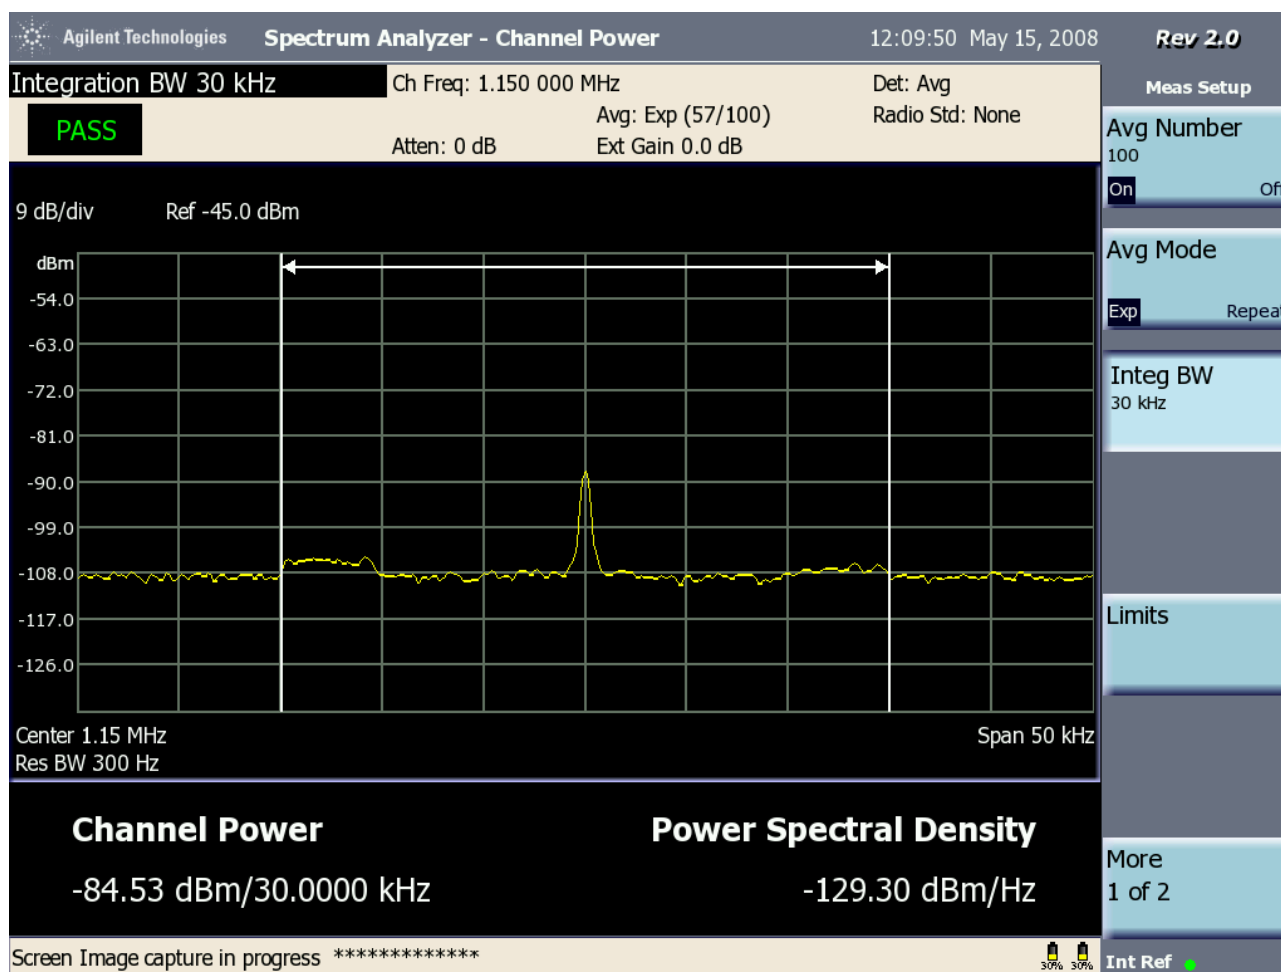 Agilent Technologies Spectrum Analyzer - Channel Power 12:09:50 May 15, 2008 Rev 2.0
Integration BW 30 kHz Ch Freq: 1.150 000 MHz Det: Avg
PASS Avg: Exp (57/100) Radio Std: None
Atten: 0 dB Ext Gain 0.0 dB
9 dB/div Ref -45.0 dBm
dBm
-54.0
-63.0
-72.0
-81.0
-90.0
-99.0
-108.0
-117.0
-126.0
Center 1.15 MHz Span 50 kHz
Res BW 300 Hz
Channel Power Power Spectral Density
-84.53 dBm/30.0000 kHz -129.30 dBm/Hz
Screen Image capture in progress ************* 30% 30%
Meas Setup
Avg Number
100
On Off
Avg Mode
Exp Repeat
Integ BW
30 kHz
Limits
More
1 of 2
Int Ref